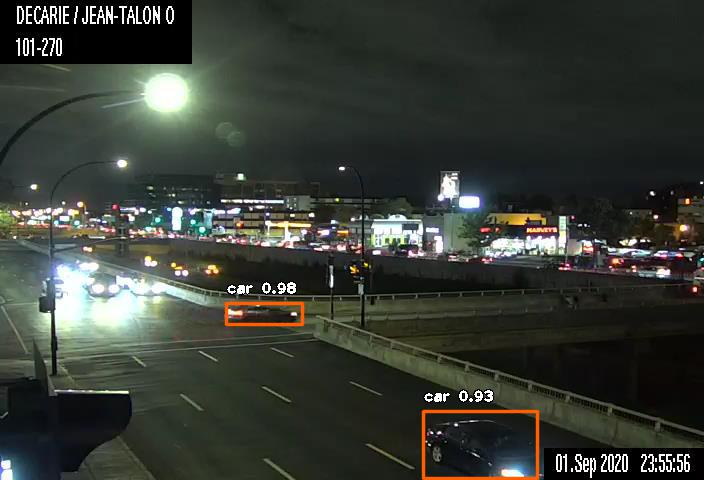 DECARIE / JEAN-TALON O
101-270
car 0.98
HARVEY'S
car 0.93
01.Sep 2020 23:55:56